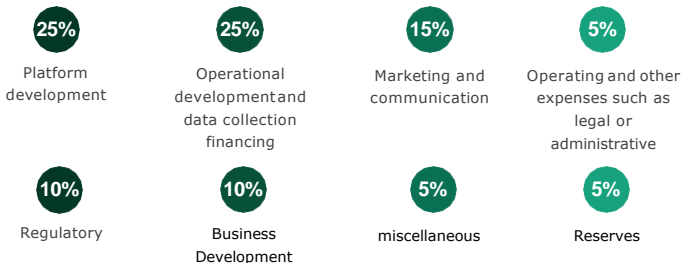 25%
Platform
development
25%
Operational
development and
data collection
financing
15%
Marketing and
communication
5%
Operating and other
expenses such as
legal or
administrative
10%
Regulatory
10%
Business
Development
5%
miscellaneous
5%
Reserves